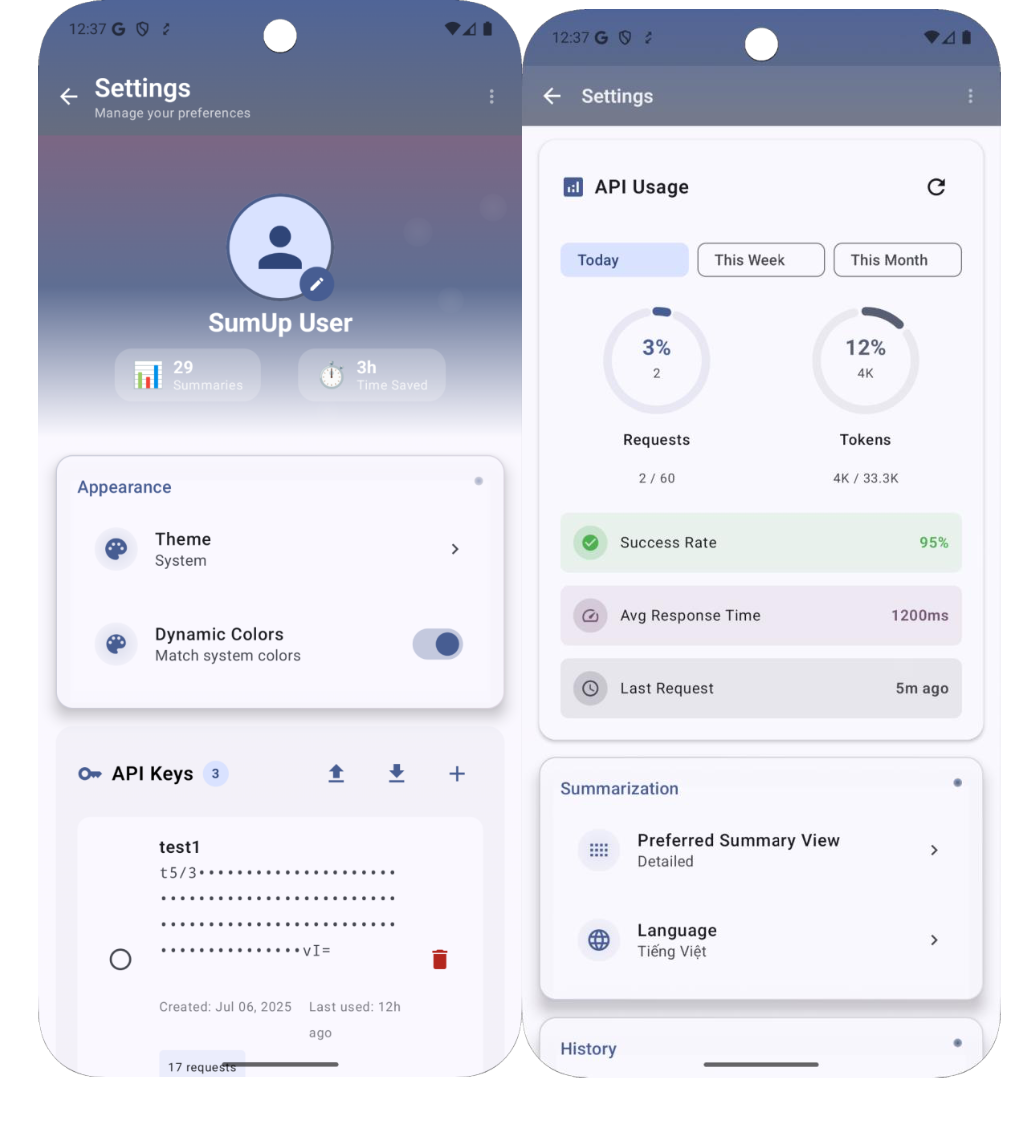 12:37
Settings
Manage your preferences
SumUp User
29
Summaries
3h
Time Saved
Appearance
Theme
System
Dynamic Colors
Match system colors
API Keys 3
test1
t5/3••••••••••••••••••••••
•••••••••••••••••••••••••
•••••••••••••••••••••••••
•••••••••••••••vI=
Created: Jul 06, 2025 Last used: 12h
ago
17 requests
12:37
Settings
API Usage
Today This Week This Month
3% 12%
2 4K
Requests Tokens
2 / 60 4K / 33.3K
Success Rate 95%
Avg Response Time 1200ms
Last Request 5m ago
Summarization
Preferred Summary View
Detailed
Language
Tiếng Việt
History